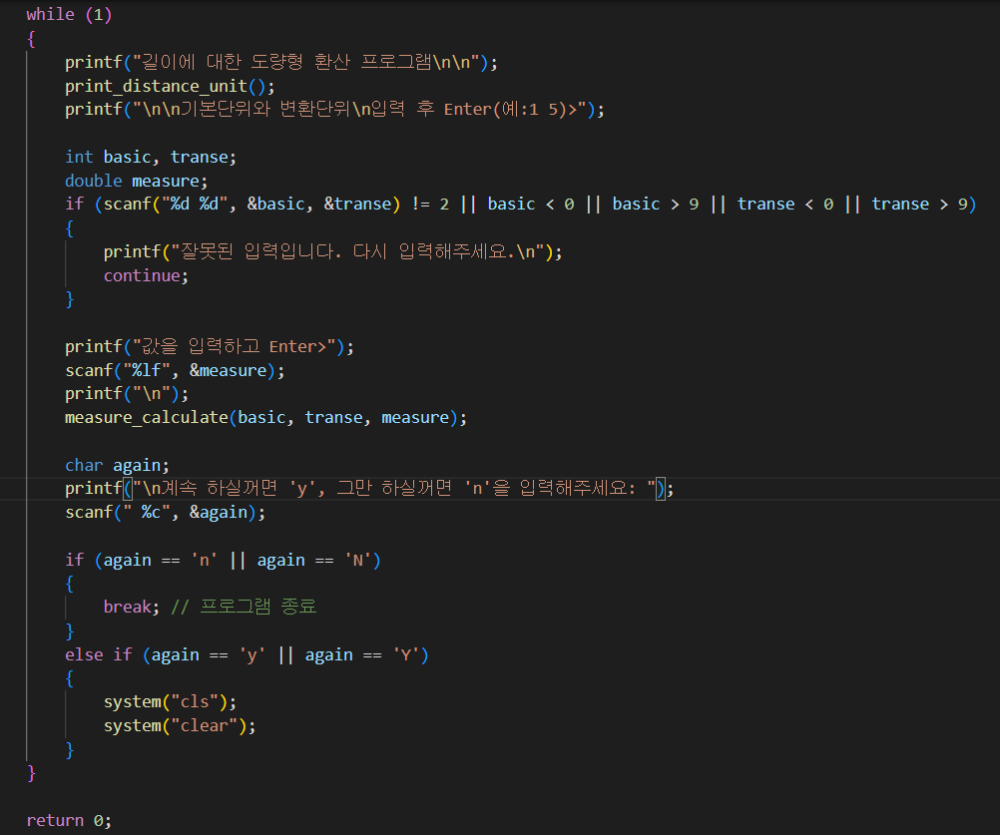 while (1)
{
printf("길이에 대한 도량형 환산 프로그램\n\n");
print_distance_unit();
printf("\n\n기본단위와 변환단위\n입력 후 Enter(예:1 5)>");
int basic, transe;
double measure;
if (scanf("%d %d", &basic, &transe) != 2 || basic < 0 || basic > 9 || transe < 0 || transe > 9)
{
printf("잘못된 입력입니다. 다시 입력해주세요.\n");
continue;
}
printf("값을 입력하고 Enter>");
scanf("%lf", &measure);
printf("\n");
measure_calculate(basic, transe, measure);
char again;
printf("\n계속 하실꺼면 'y', 그만 하실꺼면 'n'을 입력해주세요: ");
scanf(" %c", &again);
if (again == 'n' || again == 'N')
{
break; // 프로그램 종료
}
else if (again == 'y' || again == 'Y')
{
system("cls");
system("clear");
}
}
return 0;